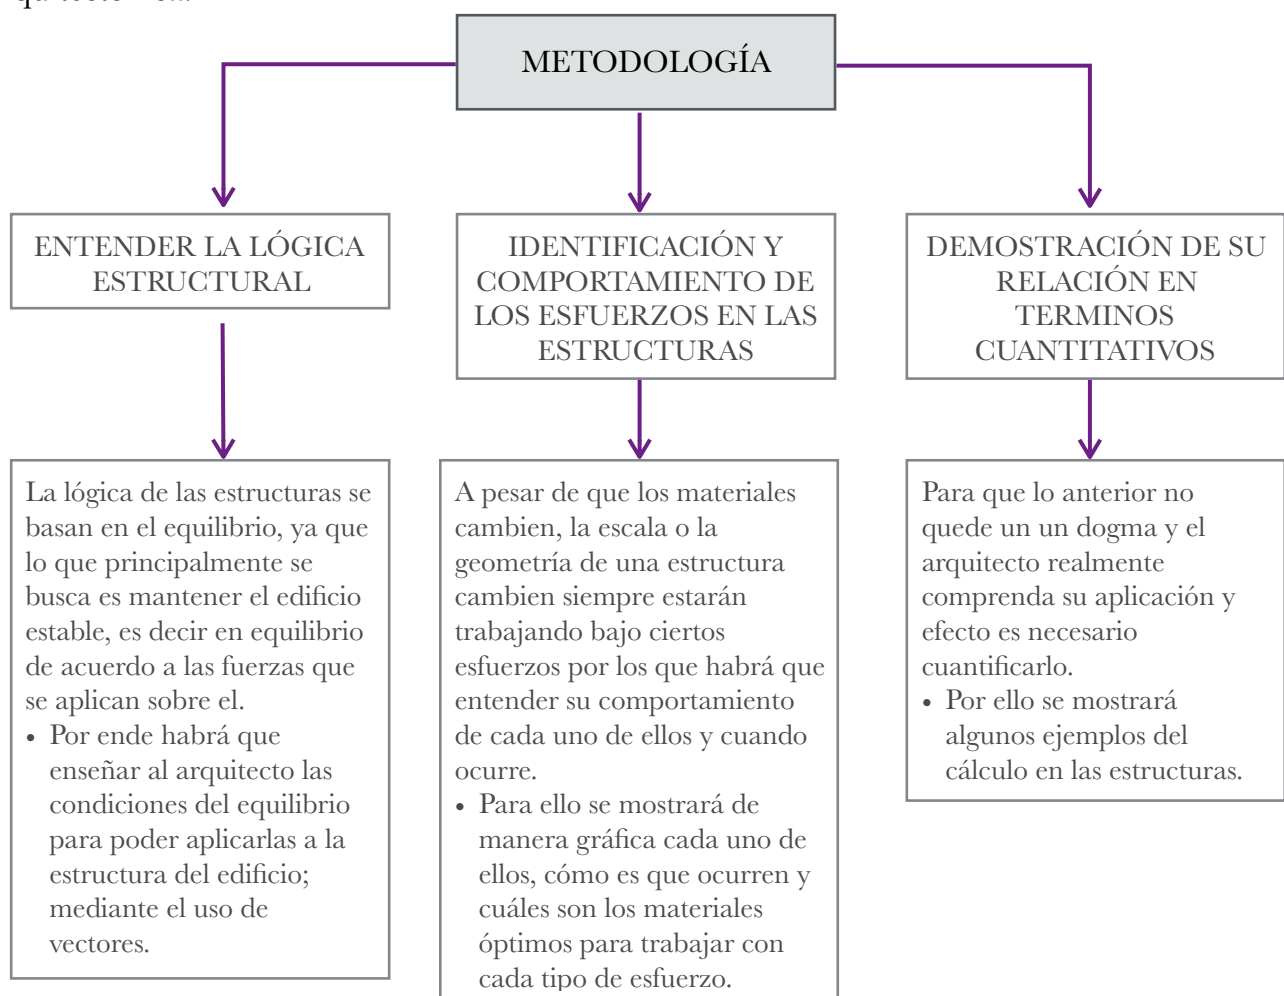 METODOLOGÍA
ENTENDER LA LÓGICA
ESTRUCTURAL
IDENTIFICACIÓN Y
COMPORTAMIENTO DE
LOS ESFUERZOS EN LAS
ESTRUCTURAS
DEMOSTRACIÓN DE SU
RELACIÓN EN
TERMINOS
CUANTITATIVOS
La lógica de las estructuras se
basan en el equilibrio, ya que
lo que principalmente se
busca es mantener el edificio
estable, es decir en equilibrio
de acuerdo a las fuerzas que
se aplican sobre el.
• Por ende habrá que
enseñar al arquitecto las
condiciones del equilibrio
para poder aplicarlas a la
estructura del edificio;
mediante el uso de
vectores.
A pesar de que los materiales
cambien, la escala o la
geometría de una estructura
cambien siempre estarán
trabajando bajo ciertos
esfuerzos por los que habrá que
entender su comportamiento
de cada uno de ellos y cuando
ocurre.
• Para ello se mostrará de
manera gráfica cada uno de
ellos, cómo es que ocurren y
cuáles son los materiales
óptimos para trabajar con
cada tipo de esfuerzo.
Para que lo anterior no
quede un un dogma y el
arquitecto realmente
comprenda su aplicación y
efecto es necesario
cuantificarlo.
• Por ello se mostrará
algunos ejemplos del
cálculo en las estructuras.